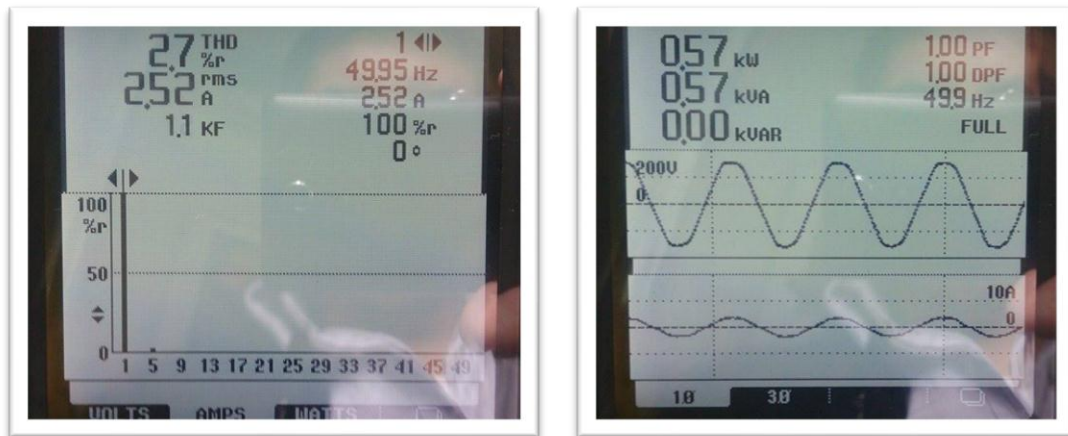 2.7 THD %r 1
2.52 rms A 49.95 Hz
1.1 KF 2.52 A
100 %r
0°
100
%r
50
0
1 5 9 13 17 21 25 29 33 37 41 45 49
VOLTS AMPS WATTS
0.57 kW 1.00 PF
0.57 kVA 1.00 DPF
0.00 kVAR 49.9 Hz
FULL
200V
0
10A
0
1.Ø 3.Ø